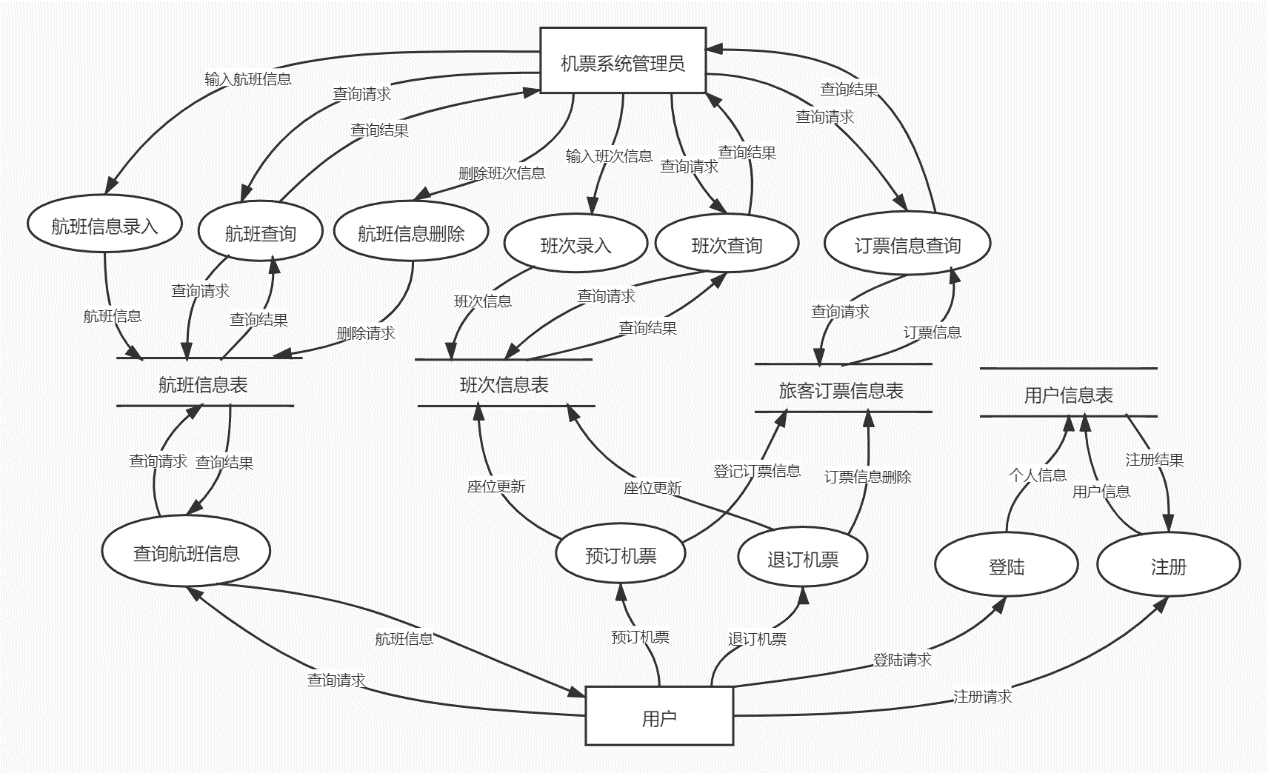 机票系统管理员
输入航班信息
查询请求
查询结果
查询结果
查询请求
删除班次信息
输入班次信息
查询请求
查询结果
航班信息录入
航班查询
航班信息删除
班次录入
班次查询
订票信息查询
航班信息
查询请求
查询结果
删除请求
班次信息
查询请求
查询结果
查询请求
订票信息
航班信息表
班次信息表
旅客订票信息表
用户信息表
查询请求
查询结果
座位更新
座位更新
登记订票信息
订票信息删除
个人信息
用户信息
注册结果
查询航班信息
预订机票
退订机票
登陆
注册
航班信息
预订机票
退订机票
登陆请求
查询请求
注册请求
用户